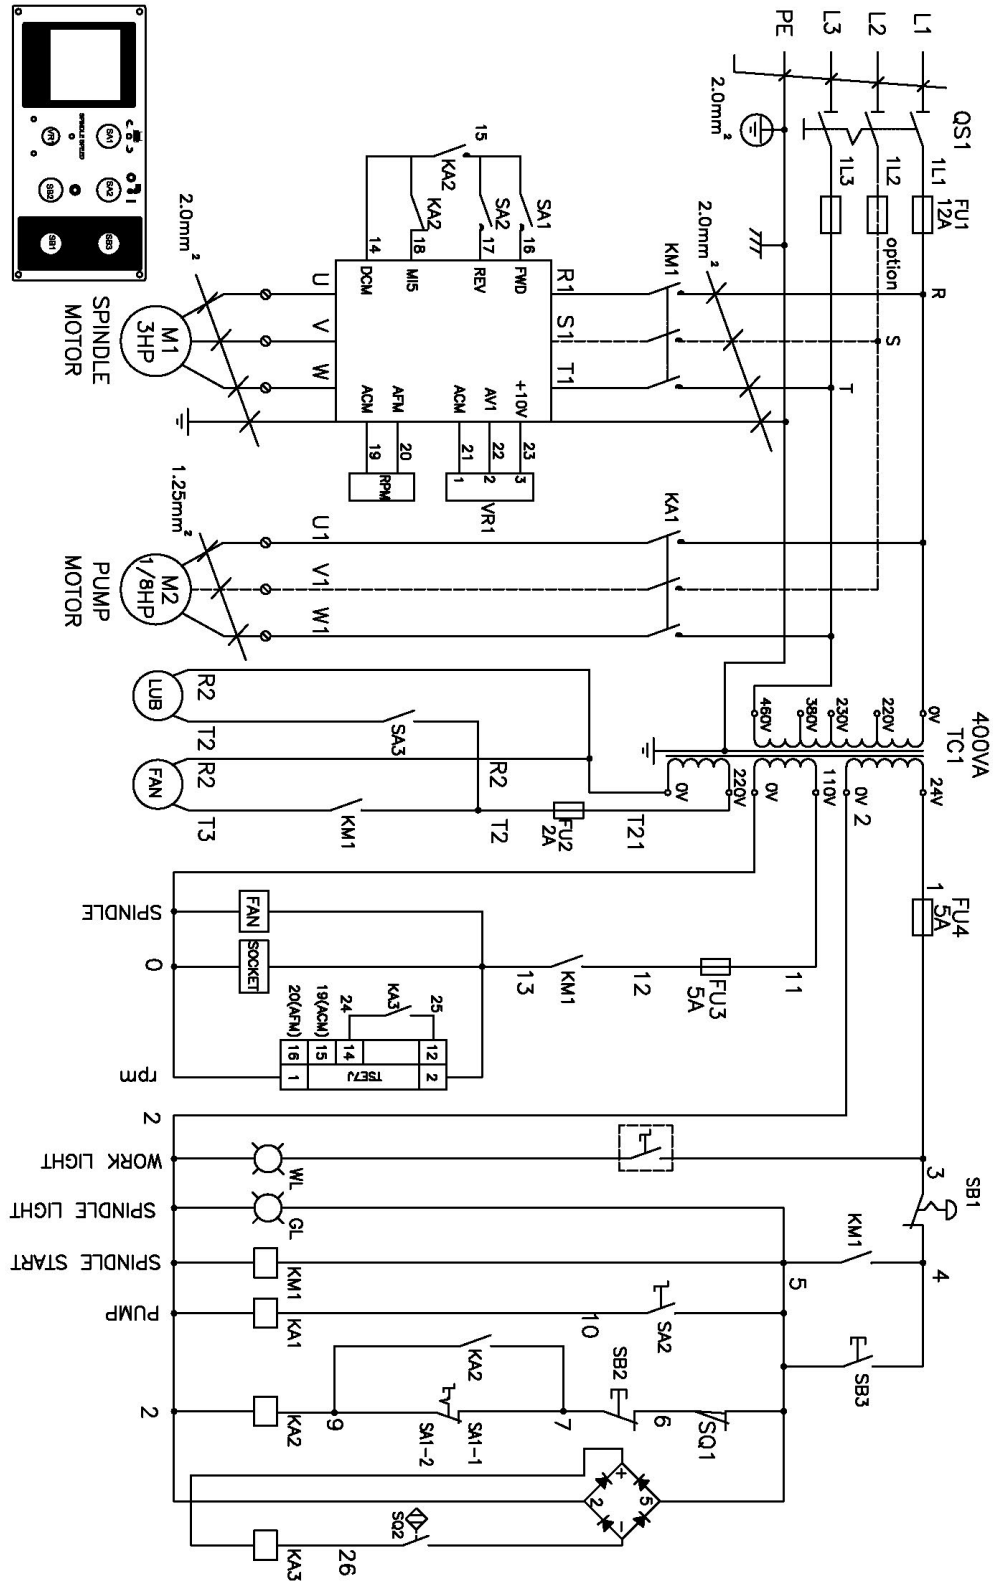 L1
L2
L3
PE
QS1
2.0mm²
1L1
1L2
1L3
FU1
12A
option
R
S
T
2.0mm²
KM1
R1
S1
T1
SA1
SA2
15
KA2
KA2
16
17
18
14
FWD
REV
MI5
DCM
+10V
AV1
ACM
AFM
ACM
23
22
21
20
19
3
2
1
VR1
RPM
U
V
W
2.0mm²
M1
3HP
SPINDLE
MOTOR
KA1
U1
V1
W1
1.25mm²
M2
1/8HP
PUMP
MOTOR
400VA
TC1
0V
220V
230V
380V
460V
24V
0V
110V
0V
220V
0V
2
T21
FU2
2A
T2
R2
SA3
KM1
R2
T2
LUB
R2
T3
FAN
1
FU4
5A
11
FU3
5A
12
KM1
13
FAN
SPINDLE
SOCKET
0
KA3
25
24
19(ACM)
20(AFM)
12
14
15
16
2
TSE7J
1
rpm
2
3
SB1
4
KM1
5
SB3
WL
WORK LIGHT
GL
SPINDLE LIGHT
KM1
SPINDLE START
SA2
10
KA1
PUMP
SQ1
6
SB2
7
KA2
SA1-1
SA1-2
9
KA2
2
5
+
-
2
SQ2
26
KA3
SA1
SA2
SPINDLE SPEED
VR1
SB2
SB3
SB1